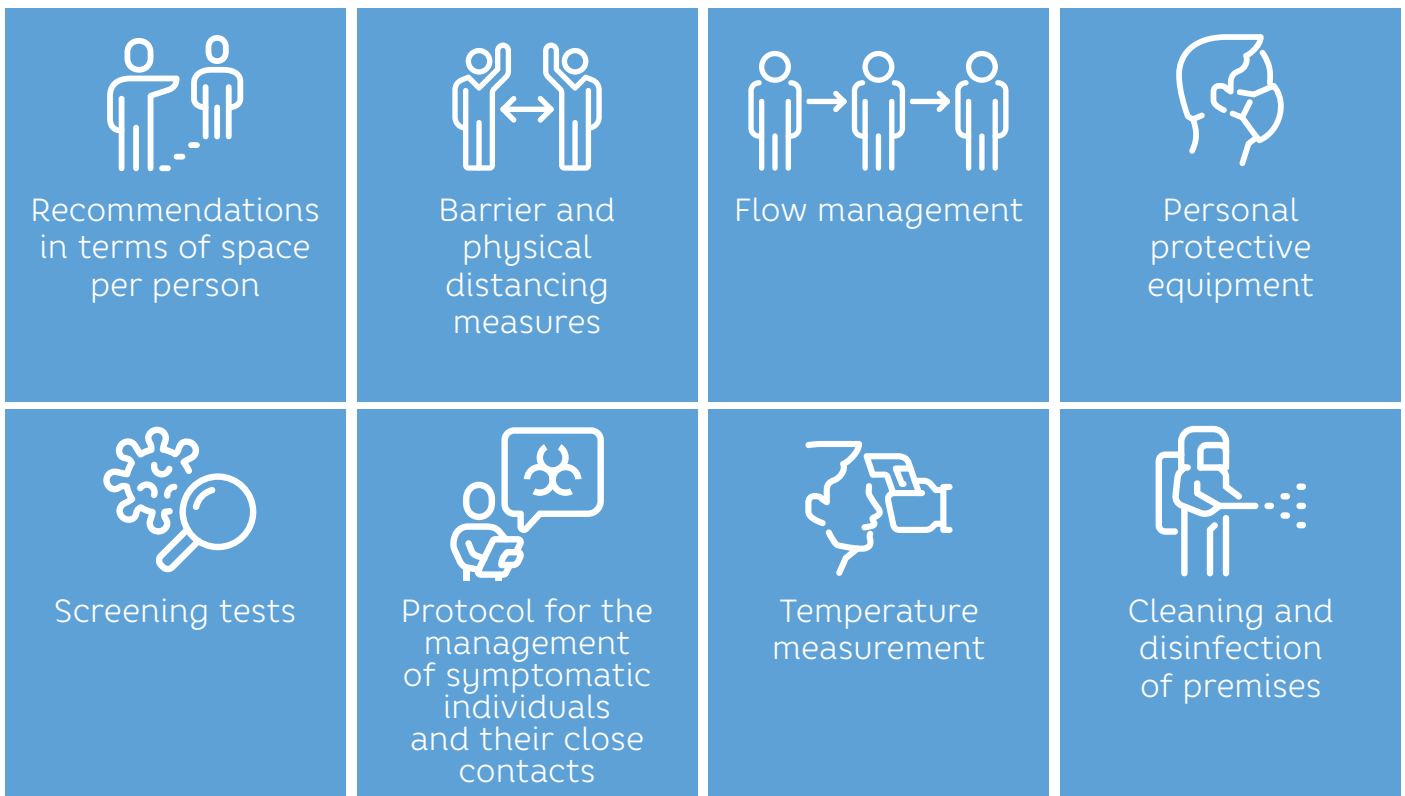 Recommendations
in terms of space
per person
Barrier and
physical
distancing
measures
Flow management
Personal
protective
equipment
Screening tests
Protocol for the
management
of symptomatic
individuals
and their close
contacts
Temperature
measurement
Cleaning and
disinfection
of premises